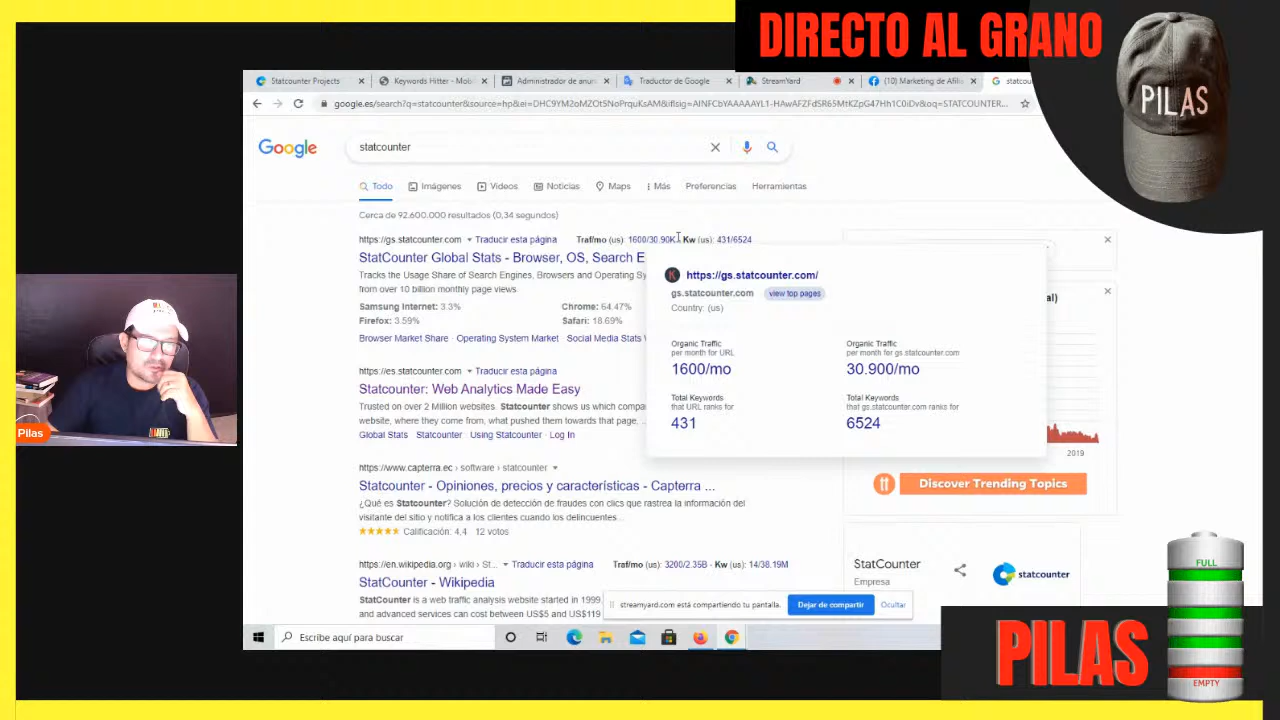 DIRECTO AL GRANO
PILAS
Statcounter Projects
Keywords Hitter - Mob
Administrador de anun
Traductor de Google
StreamYard
(10) Marketing de Afilia
statcou
google.es/search?q=statcounter&source=hp&ei=
Google
statcounter
Todo
Imágenes
Videos
Noticias
Maps
Más
Preferencias
Herramientas
Cerca de 92.600.000 resultados (0,34 segundos)
https://gs.statcounter.com
Traducir esta página
Traf/mo (us): 1600/30.90K - Kw (us): 431/6524
StatCounter Global Stats - Browser, OS, Search E
Tracks the Usage Share of Search Engines, Browsers and Operating Sy
from over 10 billion monthly page views.
Samsung Internet: 3.3%
Chrome: 64.47%
Firefox: 3.59%
Safari: 18.69%
Browser Market Share · Operating System Market · Social Media Stats
https://gs.statcounter.com/
gs.statcounter.com
view top pages
Country: (us)
Organic Traffic
per month for URL
1600/mo
Organic Traffic
per month for gs.statcounter.com
30.900/mo
Total Keywords
that URL ranks for
431
Total Keywords
that gs.statcounter.com ranks for
6524
al)
2019
Discover Trending Topics
https://es.statcounter.com
Traducir esta página
Statcounter: Web Analytics Made Easy
Trusted on over 2 Million websites. Statcounter shows us which compa
website, where they come from, what pushed them towards that page, ...
Global Stats · Statcounter · Using Statcounter · Log In
https://www.capterra.ec › software › statcounter
Statcounter - Opiniones, precios y características - Capterra ...
¿Qué es Statcounter? Solución de detección de fraudes con clics que rastrea la información del
visitante del sitio y notifica a los clientes cuando los delincuentes...
Calificación: 4,4 · 12 votos
https://en.wikipedia.org › wiki › St...
Traducir esta página
Traf/mo (us): 3200/2.35B - Kw (us): 14/38.19M
StatCounter - Wikipedia
StatCounter is a web traffic analysis website started in 1999.
and advanced services can cost between US$5 and US$119
StatCounter
Empresa
statcounter
streamyard.com está compartiendo tu pantalla.
Dejar de compartir
Ocultar
Escribe aquí para buscar
Pilas
PILAS
FULL
EMPTY